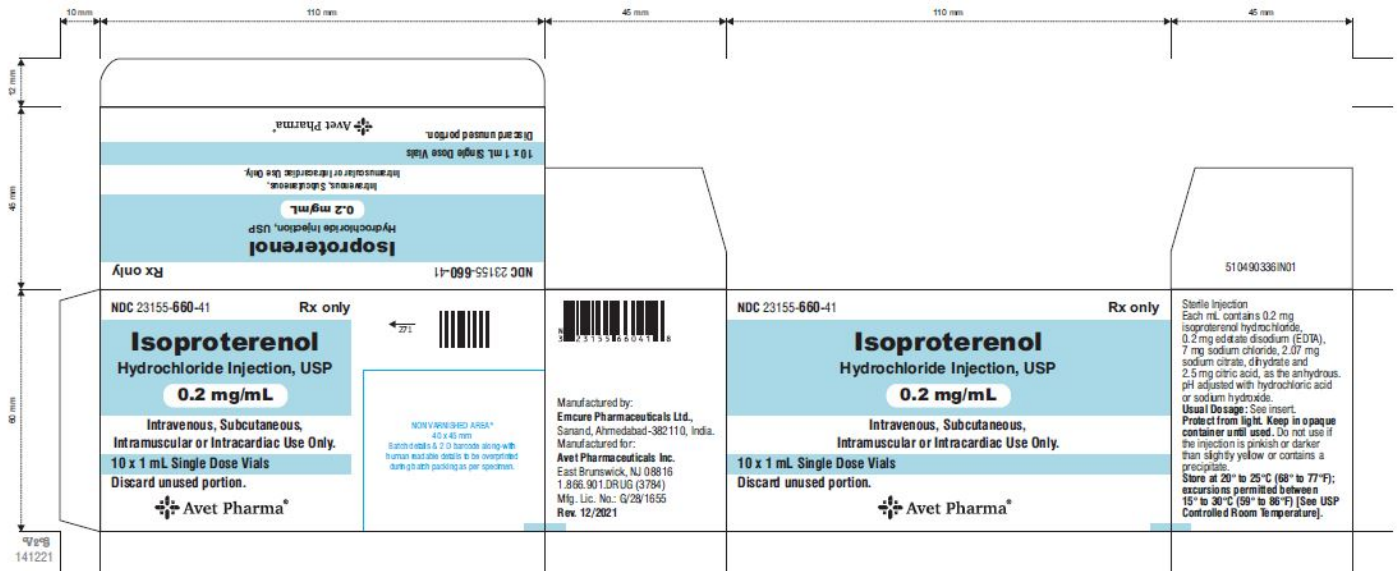 10 mm
110 mm
45 mm
110 mm
45 mm
12 mm
45 mm
60 mm
Avet Pharma®
Discard unused portion.
10 x 1 mL Single Dose Vials
Intravenous, Subcutaneous,
Intramuscular or Intracardiac Use Only.
0.2 mg/mL
Hydrochloride Injection, USP
Isoproterenol
Rx only
NDC 23155-660-41
NDC 23155-660-41
Rx only
Isoproterenol
Hydrochloride Injection, USP
0.2 mg/mL
Intravenous, Subcutaneous,
Intramuscular or Intracardiac Use Only.
10 x 1 mL Single Dose Vials
Discard unused portion.
Avet Pharma®
271
NON VARNISHED AREA*
40 x 45 mm
Batch details & 2 D barcode along-with
human readable details to be overprinted
during batch packing as per specimen.
N
3 23155 66041 8
Manufactured by:
Emcure Pharmaceuticals Ltd.,
Sanand, Ahmedabad-382110, India.
Manufactured for:
Avet Pharmaceuticals Inc.
East Brunswick, NJ 08816
1.866.901.DRUG (3784)
Mfg. Lic. No.: G/28/1655
Rev. 12/2021
NDC 23155-660-41
Rx only
Isoproterenol
Hydrochloride Injection, USP
0.2 mg/mL
Intravenous, Subcutaneous,
Intramuscular or Intracardiac Use Only.
10 x 1 mL Single Dose Vials
Discard unused portion.
Avet Pharma®
510490336IN01
Sterile Injection
Each mL contains 0.2 mg
isoproterenol hydrochloride,
0.2 mg edetate disodium (EDTA),
7 mg sodium chloride, 2.07 mg
sodium citrate, dihydrate and
2.5 mg citric acid, as the anhydrous.
pH adjusted with hydrochloric acid
or sodium hydroxide.
Usual Dosage: See insert.
Protect from light. Keep in opaque
container until used. Do not use if
the injection is pinkish or darker
than slightly yellow or contains a
precipitate.
Store at 20° to 25°C (68° to 77°F);
excursions permitted between
15° to 30°C (59° to 86°F) [See USP
Controlled Room Temperature].
141221